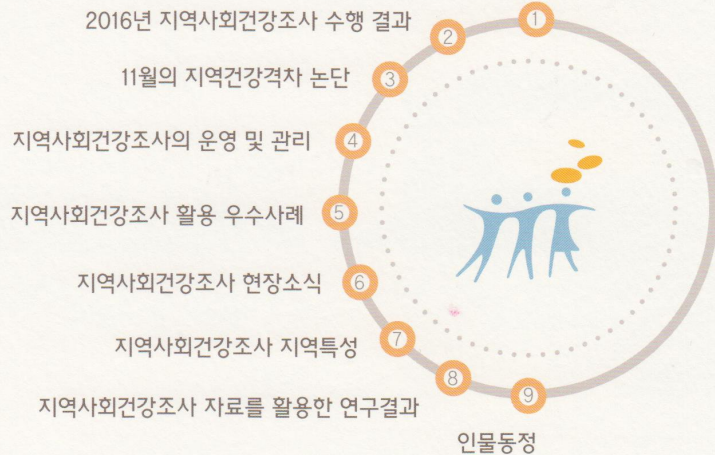 ①
2016년 지역사회건강조사 수행 결과 ②
11월의 지역건강격차 논단 ③
지역사회건강조사의 운영 및 관리 ④
지역사회건강조사 활용 우수사례 ⑤
지역사회건강조사 현장소식 ⑥
지역사회건강조사 지역특성 ⑦
지역사회건강조사 자료를 활용한 연구결과 ⑧
인물동정 ⑨